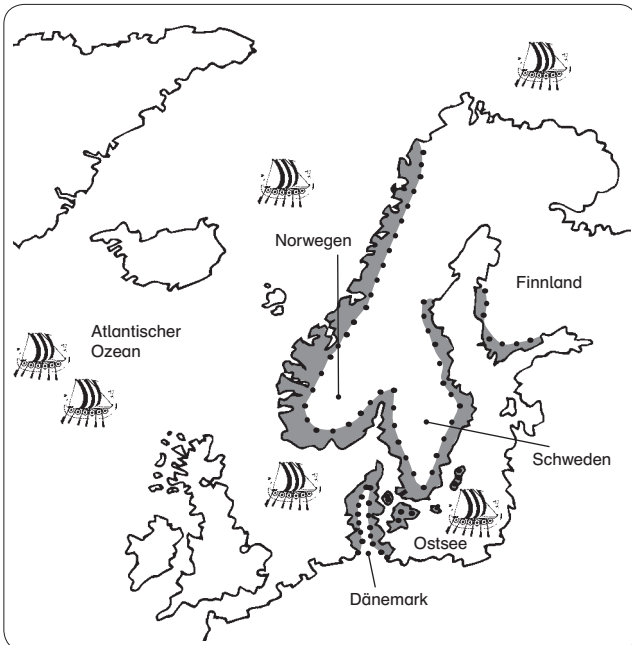 Norwegen
Finnland
Atlantischer
Ozean
Schweden
Ostsee
Dänemark